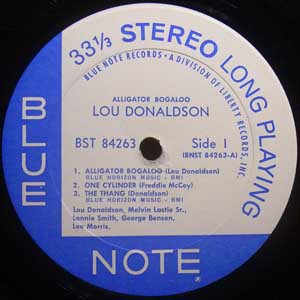 33 1/3 STEREO LONG PLAYING
BLUE NOTE RECORDS • A DIVISION OF LIBERTY RECORDS, INC.
BLUE
NOTE
ALLIGATOR BOGALOO
LOU DONALDSON
BST 84263 Side 1
(BNST 84263-A)
1. ALLIGATOR BOGALOO-(Lou Donaldson)
BLUE HORIZON MUSIC - BMI
2. ONE CYLINDER (Freddie McCoy)
3. THE THANG (Donaldson)
BLUE HORIZON MUSIC - BMI
Lou Donaldson, Melvin Lastie Sr.,
Lonnie Smith, George Benson,
Leo Morris.